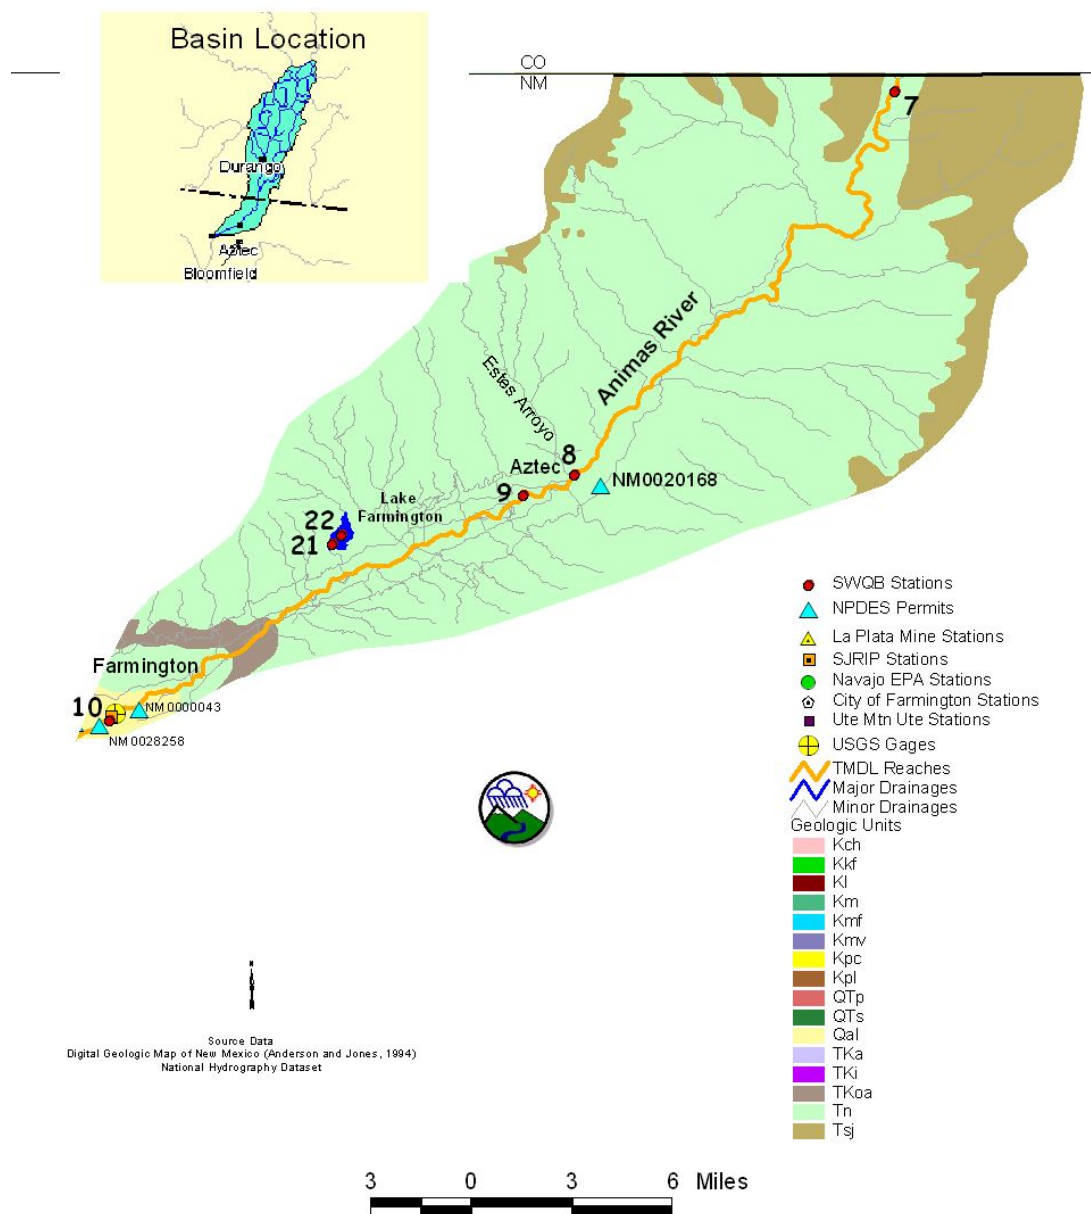 Basin Location
Durango
Aztec
Bloomfield
CO
NM
7
Animas River
Estes Arroyo
8
Aztec
9
NM0020168
Lake
Farmington
22
21
Farmington
10
NM0000043
NM0028258
SWQB Stations
NPDES Permits
La Plata Mine Stations
SJRIP Stations
Navajo EPA Stations
City of Farmington Stations
Ute Mtn Ute Stations
USGS Gages
TMDL Reaches
Major Drainages
Minor Drainages
Geologic Units
Kch
Kkf
Kl
Km
Kmf
Kmv
Kpc
Kpl
QTp
QTs
Qal
TKa
TKi
TKoa
Tn
Tsj
Source Data
Digital Geologic Map of New Mexico (Anderson and Jones, 1994)
National Hydrography Dataset
3 0 3 6 Miles